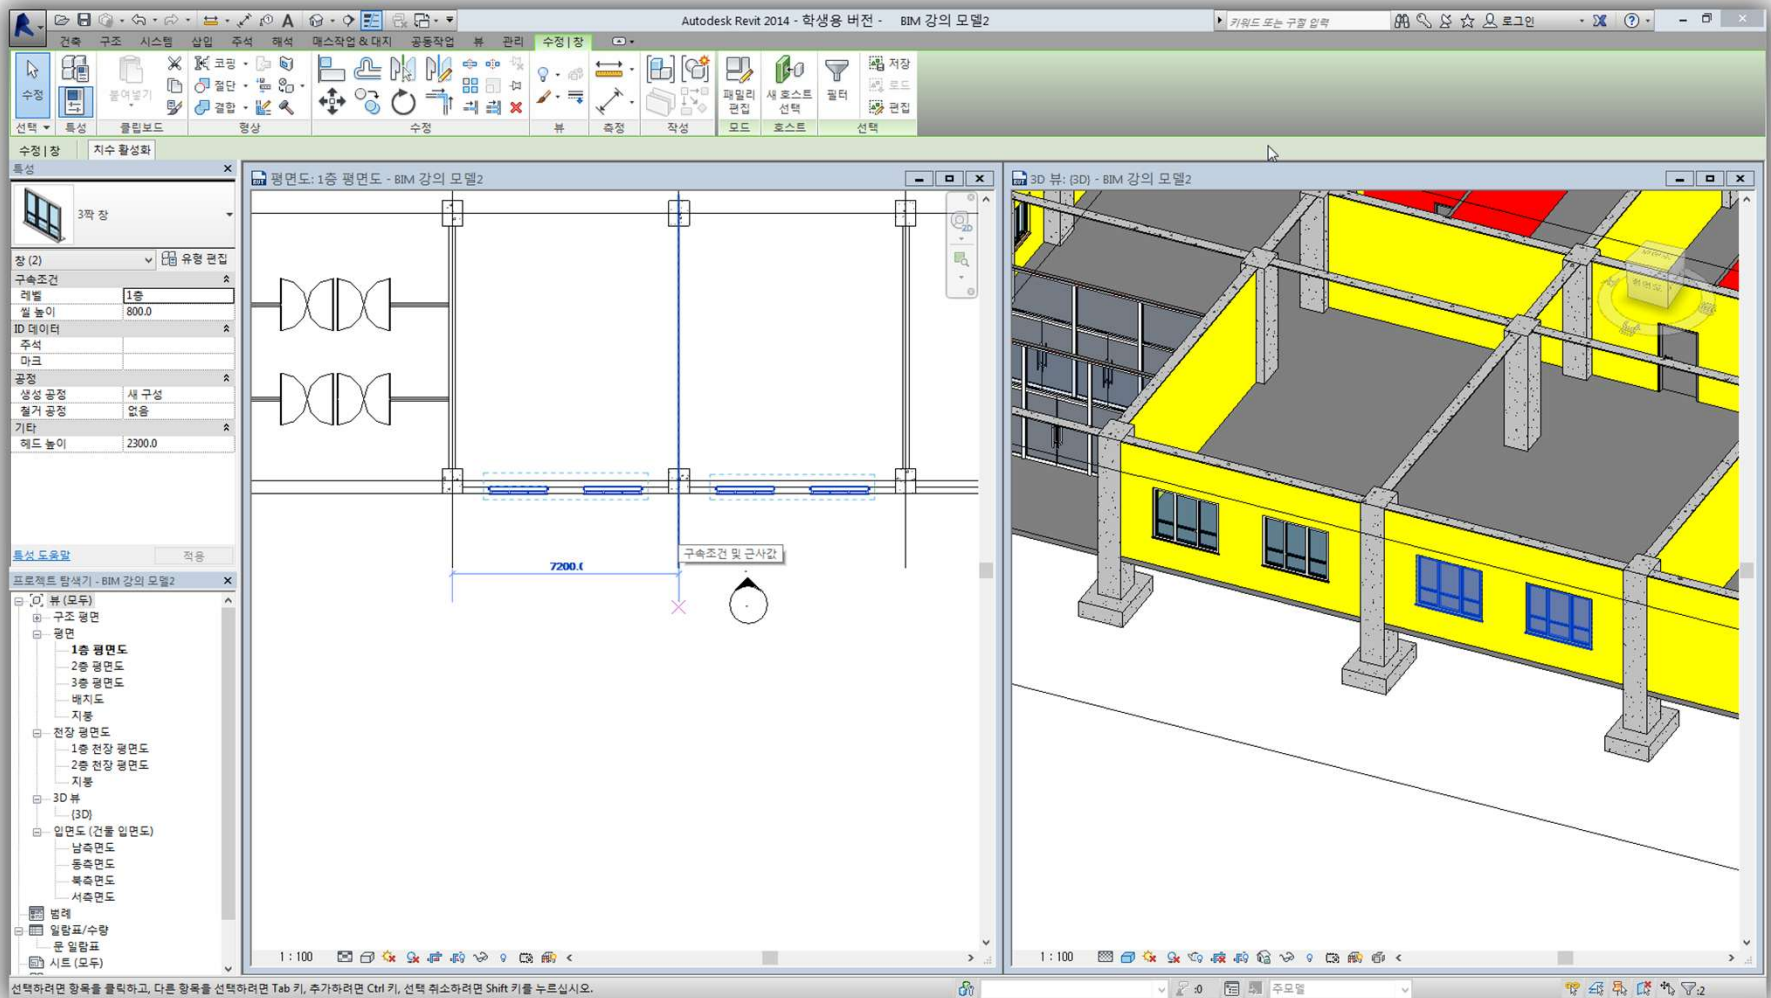 Autodesk Revit 2014 - 학생용 버전 - BIM 강의 모델2
키워드 또는 구절 입력
로그인
건축 구조 시스템 삽입 주석 해석 매스작업 & 대지 공동작업 뷰 관리 수정 | 창
수정
붙여넣기
코핑
절단
결합
패밀리 편집
새 호스트 선택
필터
저장
로드
편집
선택 특성 클립보드 형상 수정 뷰 측정 작성 모드 호스트 선택
수정 | 창 치수 활성화
특성
3짝 창
창 (2) 유형 편집
구속조건
레벨 1층
씰 높이 800.0
ID 데이터
주석
마크
공정
생성 공정 새 구성
철거 공정 없음
기타
헤드 높이 2300.0
특성 도움말 적용
프로젝트 탐색기 - BIM 강의 모델2
뷰 (모두)
구조 평면
평면
1층 평면도
2층 평면도
3층 평면도
배치도
지붕
천장 평면도
1층 천장 평면도
2층 천장 평면도
지붕
3D 뷰
{3D}
입면도 (건물 입면도)
남측면도
동측면도
북측면도
서측면도
범례
일람표/수량
문 일람표
시트 (모두)
평면도: 1층 평면도 - BIM 강의 모델2
2D
7200.0
구속조건 및 근사값
1 : 100
3D 뷰: {3D} - BIM 강의 모델2
1 : 100
선택하려면 항목을 클릭하고, 다른 항목을 선택하려면 Tab 키, 추가하려면 Ctrl 키, 선택 취소하려면 Shift 키를 누르십시오.
:0
주모델
:2